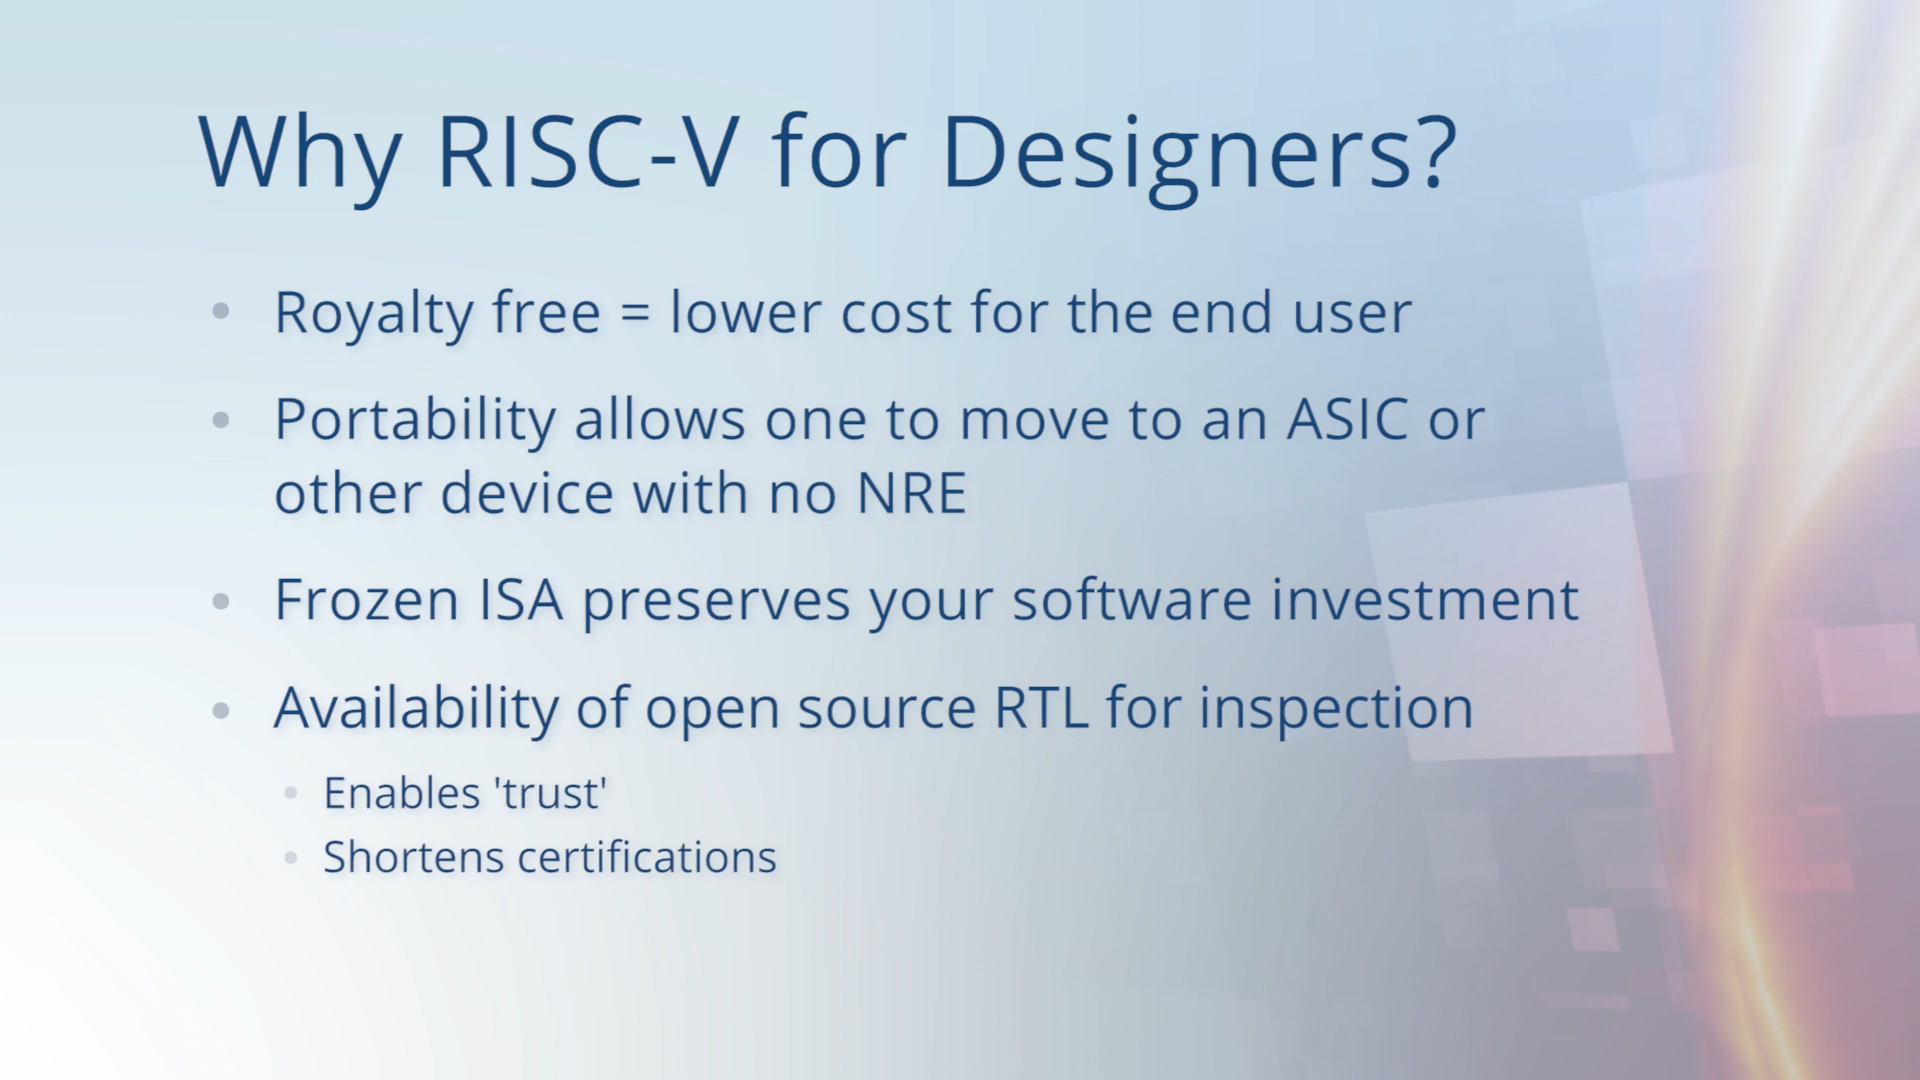 Why RISC-V for Designers?
• Royalty free = lower cost for the end user
• Portability allows one to move to an ASIC or
other device with no NRE
• Frozen ISA preserves your software investment
• Availability of open source RTL for inspection
• Enables 'trust'
• Shortens certifications